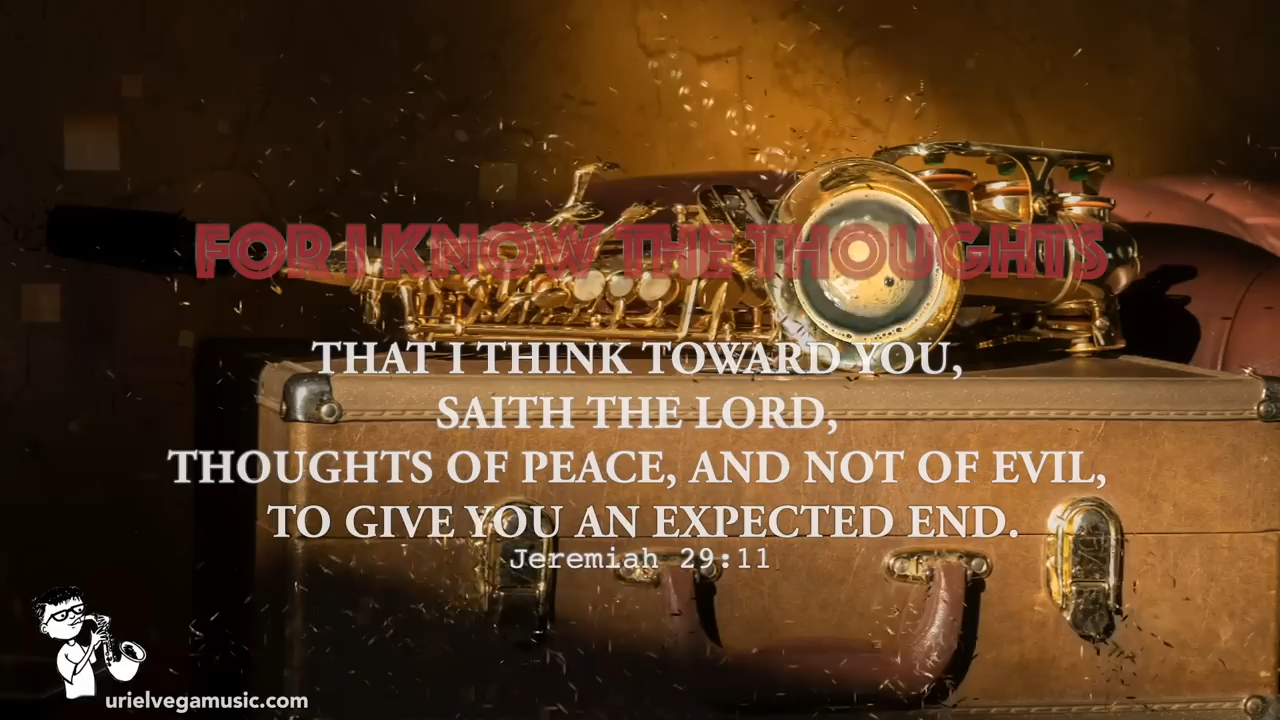 FOR I KNOW THE THOUGHTS
THAT I THINK TOWARD YOU,
SAITH THE LORD,
THOUGHTS OF PEACE, AND NOT OF EVIL,
TO GIVE YOU AN EXPECTED END.
Jeremiah 29:11
urielvegamusic.com